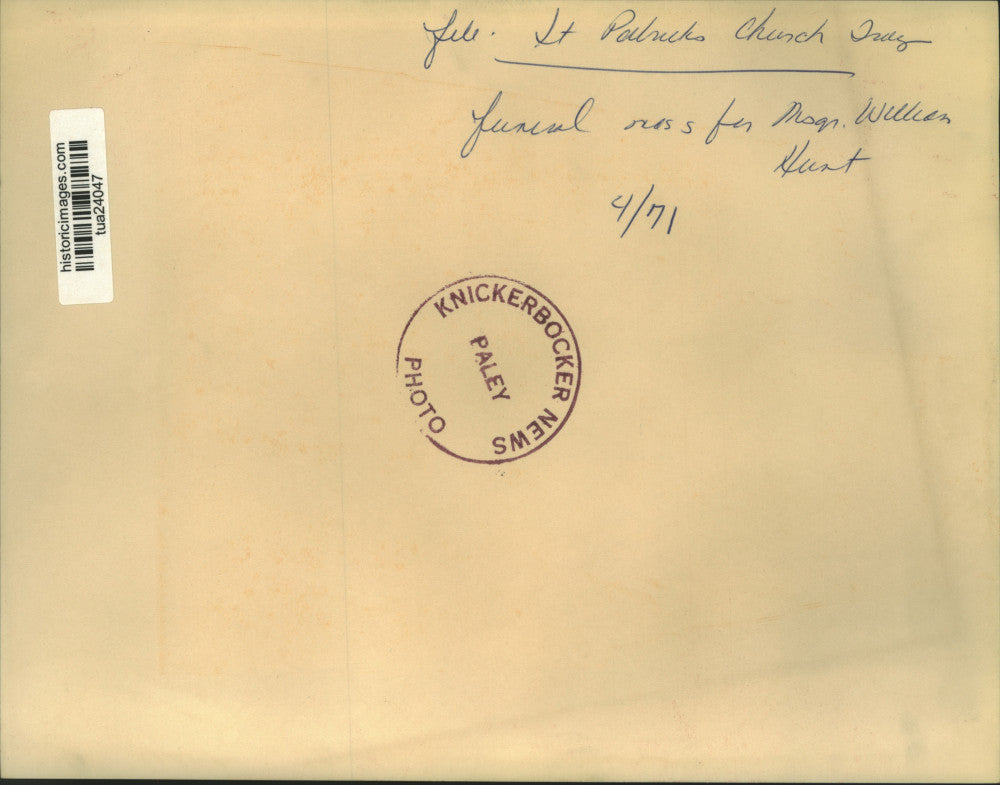 file. St Patricks Church Troy
funeral mass for Msgr. William
Hunt
4/71
historicimages.com
tua24047
KNICKERBOCKER NEWS
PALEY
PHOTO